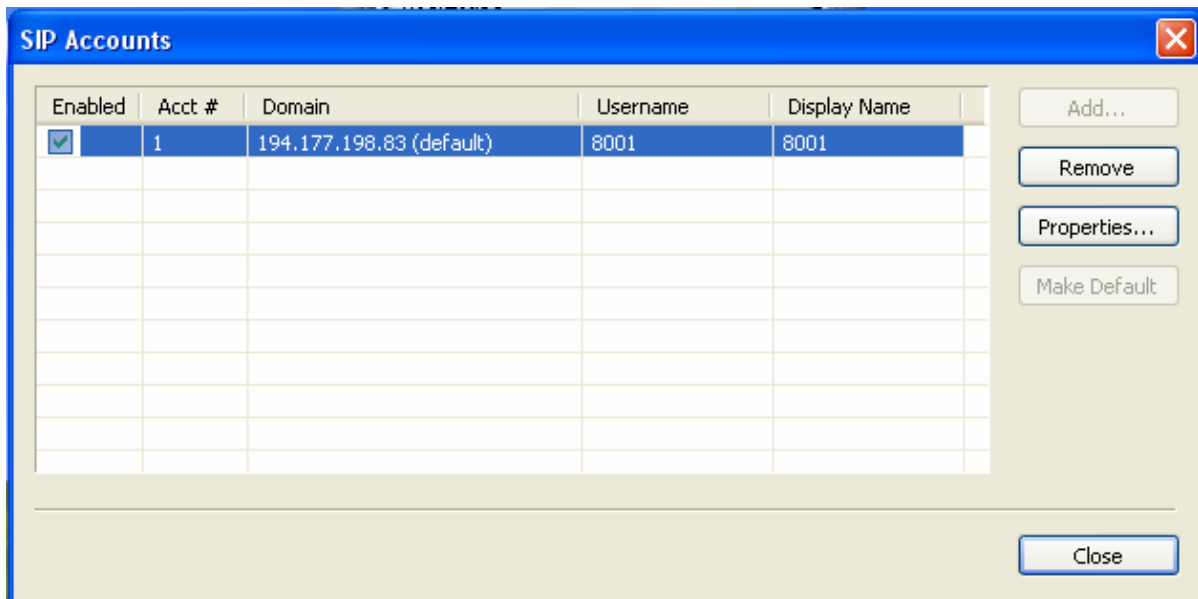 SIP Accounts
Enabled Acct # Domain Username Display Name
1 194.177.198.83 (default) 8001 8001
Add...
Remove
Properties...
Make Default
Close